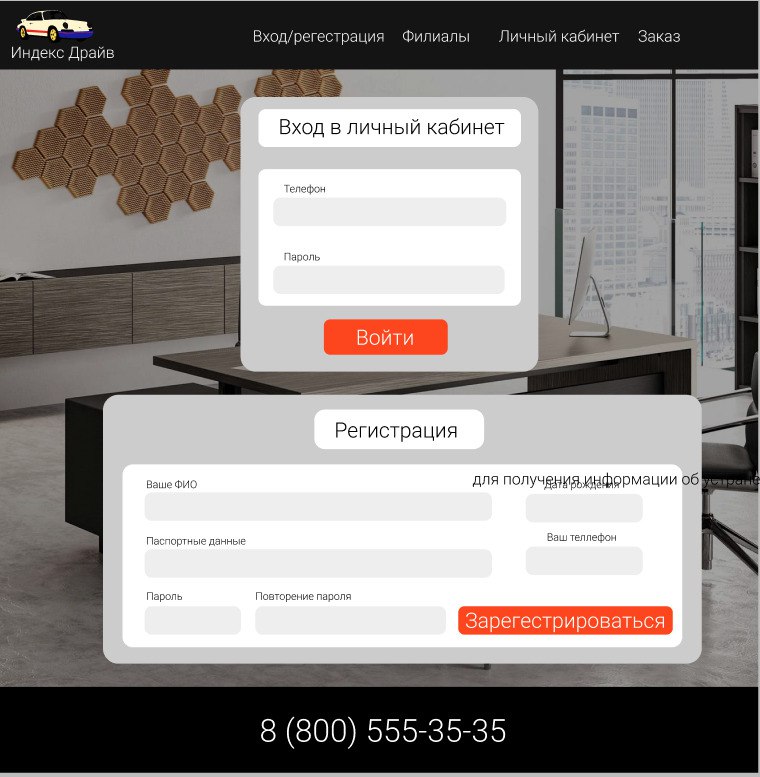 Индекс Драйв
Вход/регестрация Филиалы Личный кабинет Заказ
Вход в личный кабинет
Телефон
Пароль
Войти
Регистрация
для получения информации об устране
Ваше ФИО
Дата рождения
Паспортные данные
Ваш теллефон
Пароль
Повторение пароля
Зарегестрироваться
8 (800) 555-35-35